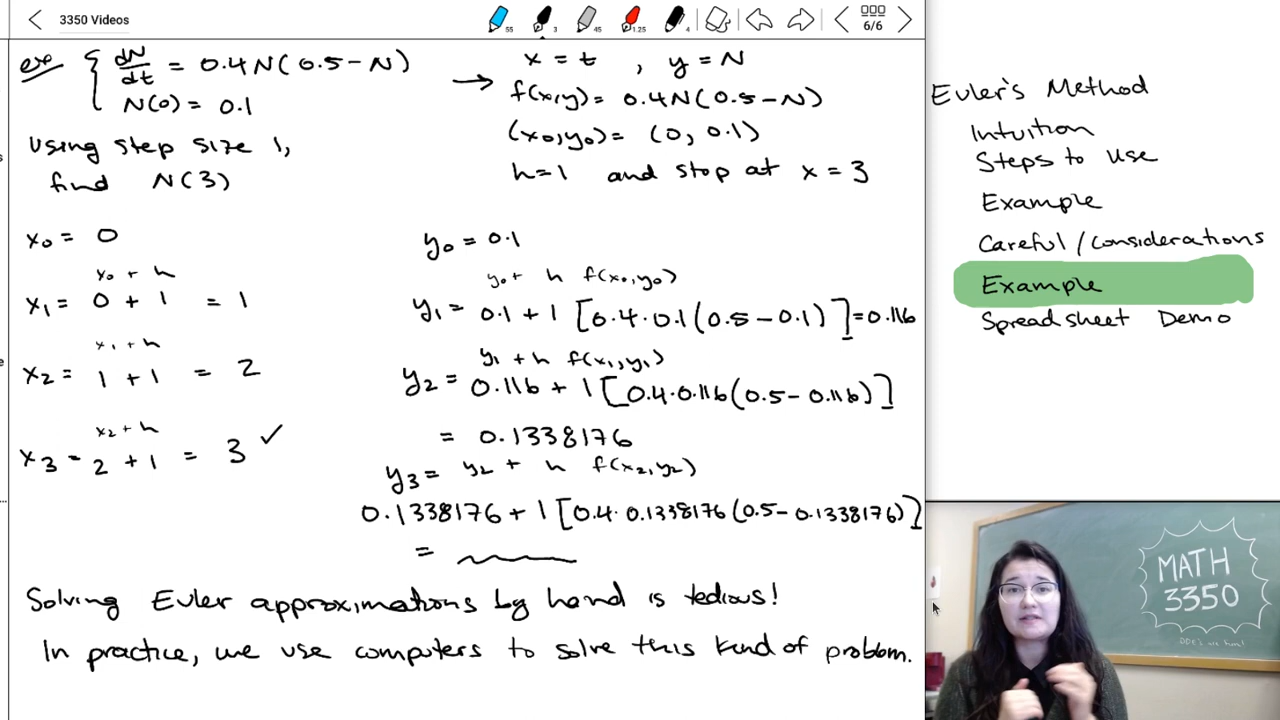 3350 Videos
55
3
45
1.25
4
6/6
exe { dN/dt = 0.4N(0.5-N)
N(0) = 0.1
Using step size 1,
find N(3)
→ x = t , y = N
f(x,y) = 0.4N(0.5-N)
(x₀,y₀) = (0, 0.1)
h=1 and stop at x = 3
x₀ = 0
x₀ + h
x₁ = 0 + 1 = 1
x₁ + h
x₂ = 1 + 1 = 2
x₂ + h
x₃ = 2 + 1 = 3 ✓
y₀ = 0.1
y₀ + h f(x₀,y₀)
y₁ = 0.1 + 1 [0.4·0.1(0.5-0.1)] = 0.116
y₁ + h f(x₁,y₁)
y₂ = 0.116 + 1 [0.4·0.116(0.5-0.116)]
= 0.1338176
y₃ = y₂ + h f(x₂,y₂)
0.1338176 + 1 [0.4·0.1338176(0.5-0.1338176)]
=
Solving Euler approximations by hand is tedious!
In practice, we use computers to solve this kind of problem.
Euler's Method
Intuition
Steps to Use
Example
Careful/considerations
Example
Spreadsheet Demo
MATH
3350